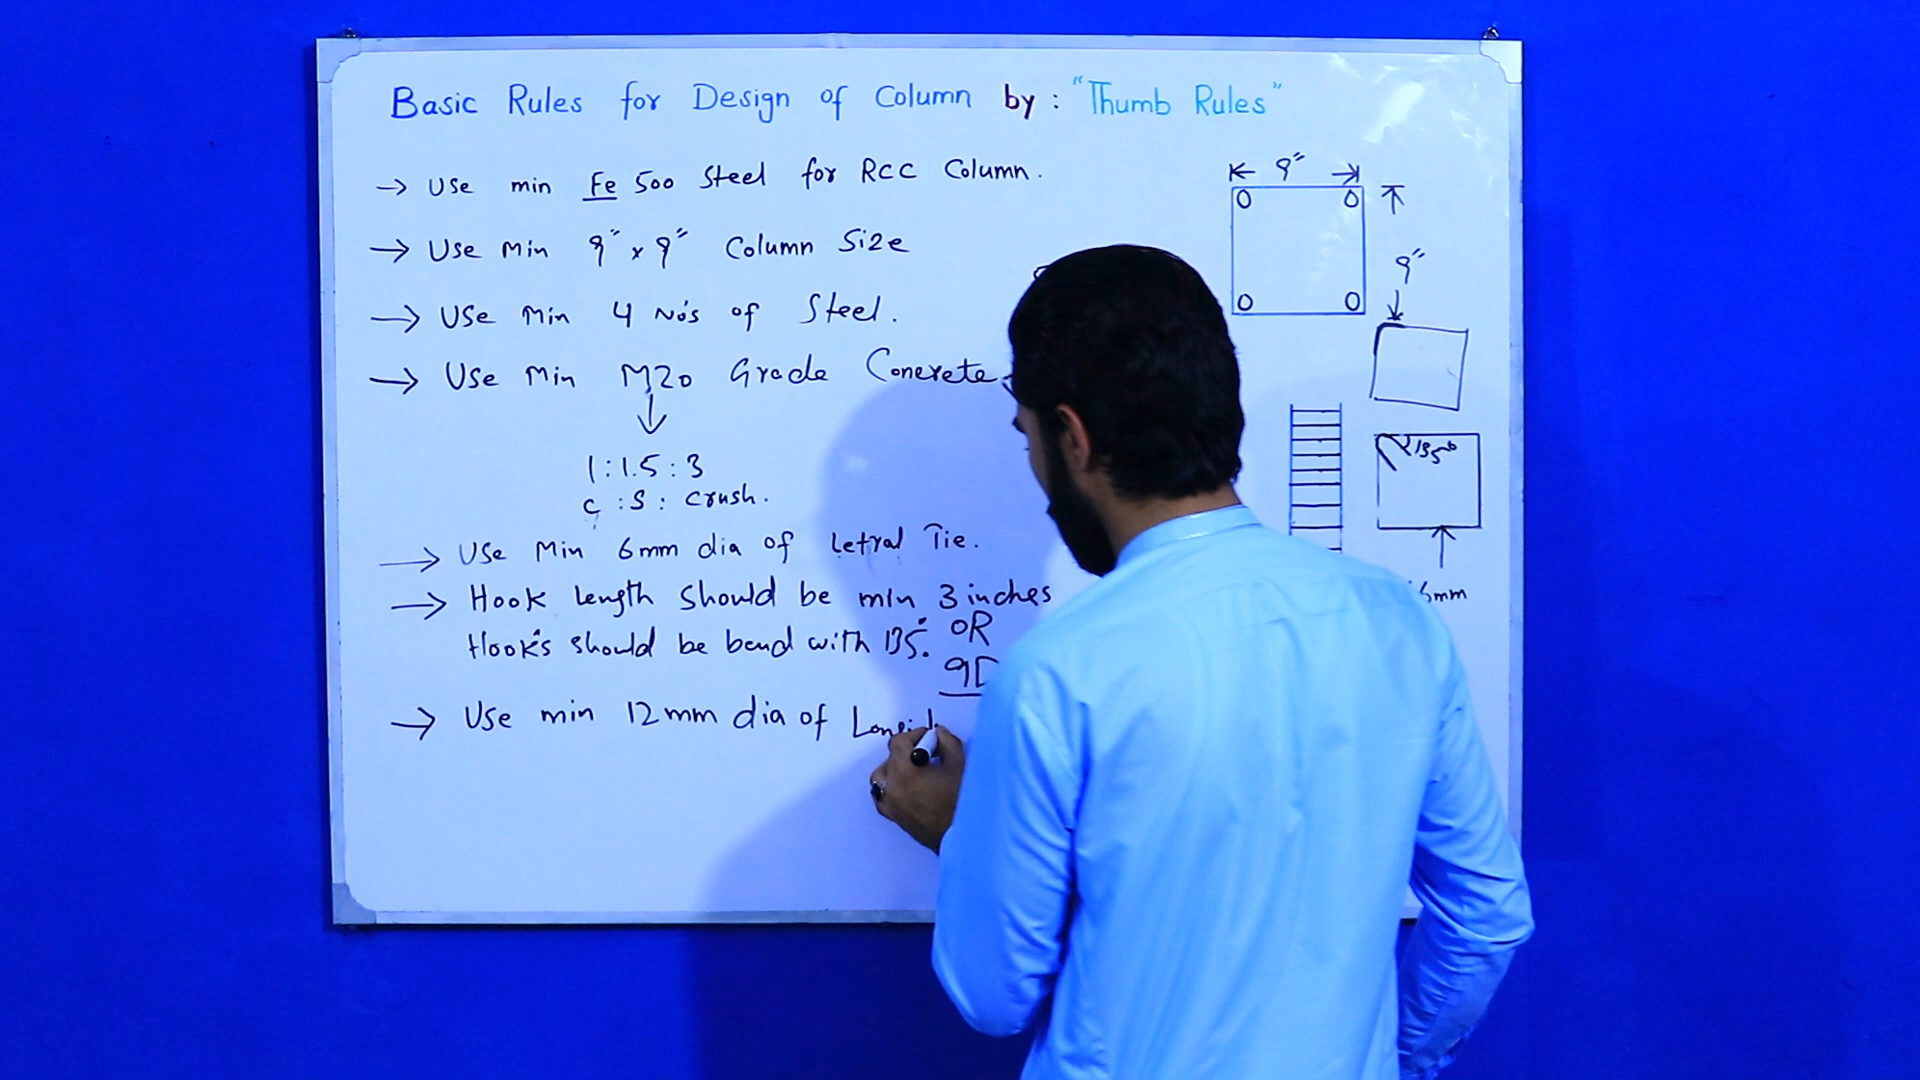 Basic Rules for Design of Column by: "Thumb Rules"
→ Use min Fe 500 Steel for RCC Column.
→ Use Min 9" x 9" Column Size
→ Use Min 4 No's of Steel.
→ Use Min M20 Grade Concrete
↓
1:1.5:3
C:S: Crush.
→ Use Min 6mm dia of Letral Tie.
→ Hook length should be min 3 inches
OR
Hook's should be bend with 135°.
→ Use min 12mm dia of
9"
9"
135°
6mm